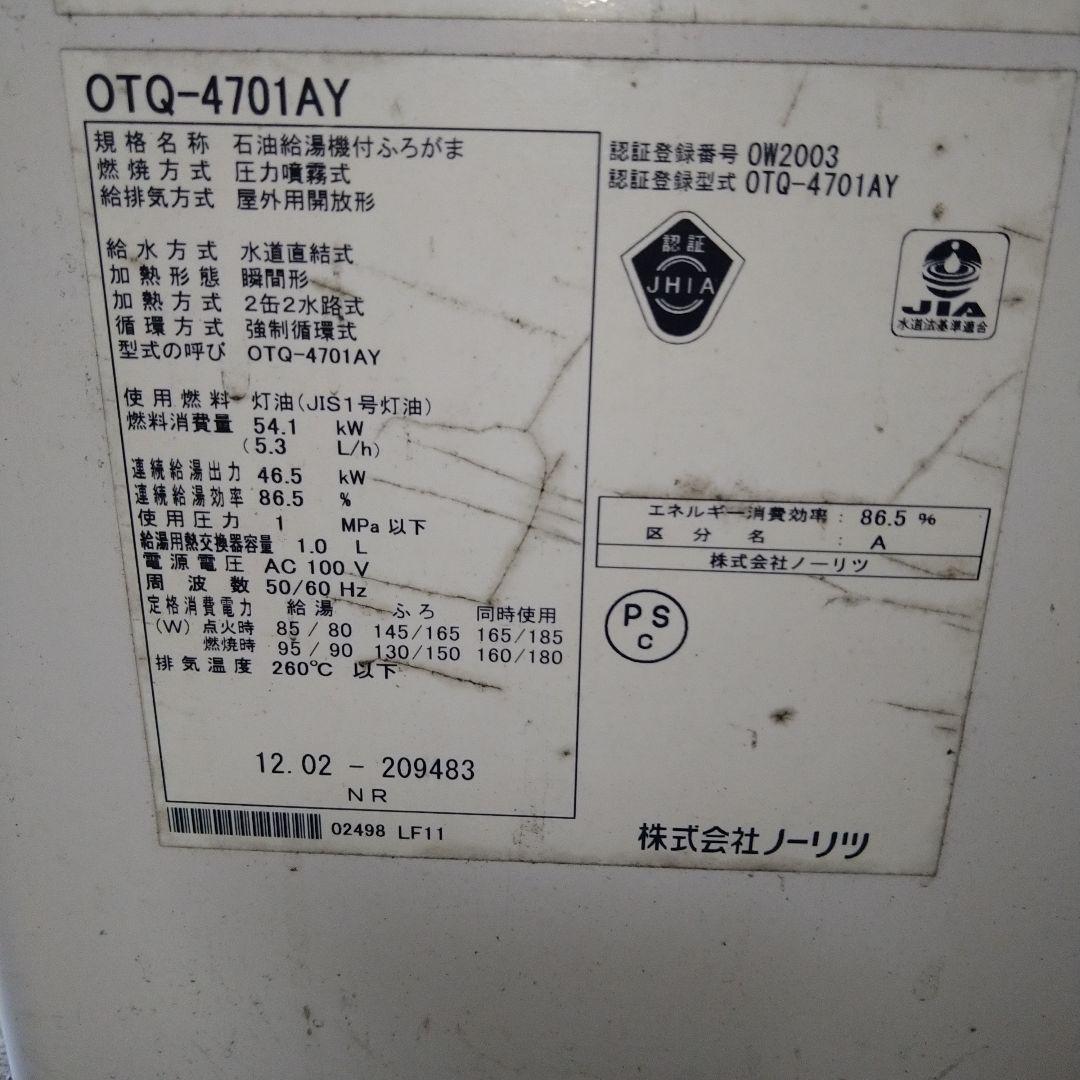 OTQ-4701AY
規格名称 石油給湯機付ふろがま
燃焼方式 圧力噴霧式
給排気方式 屋外用開放形
給水方式 水道直結式
加熱形態 瞬間形
加熱方式 2缶2水路式
循環方式 強制循環式
型式の呼び OTQ-4701AY
使用燃料 灯油(JIS1号灯油)
燃料消費量 54.1 kW
(5.3 L/h)
連続給湯出力 46.5 kW
連続給湯効率 86.5 %
使用圧力 1 MPa 以下
給湯用熱交換器容量 1.0 L
電源電圧 AC 100 V
周波数 50/60 Hz
定格消費電力 給湯 ふろ 同時使用
(W) 点火時 85/80 145/165 165/185
燃焼時 95/90 130/150 160/180
排気温度 260℃ 以下
12.02 - 209483
NR
02498 LF11
認証登録番号 OW2003
認証登録型式 OTQ-4701AY
認証
JHIA
JIA
水道法基準適合
エネルギー消費効率: 86.5 %
区分名 : A
株式会社ノーリツ
PS
C
株式会社ノーリツ